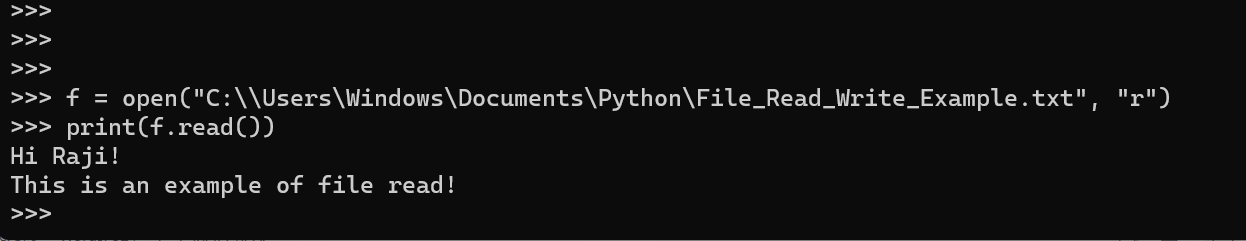 >>>
>>>
>>>
>>> f = open("C:\\Users\Windows\Documents\Python\File_Read_Write_Example.txt", "r")
>>> print(f.read())
Hi Raji!
This is an example of file read!
>>>